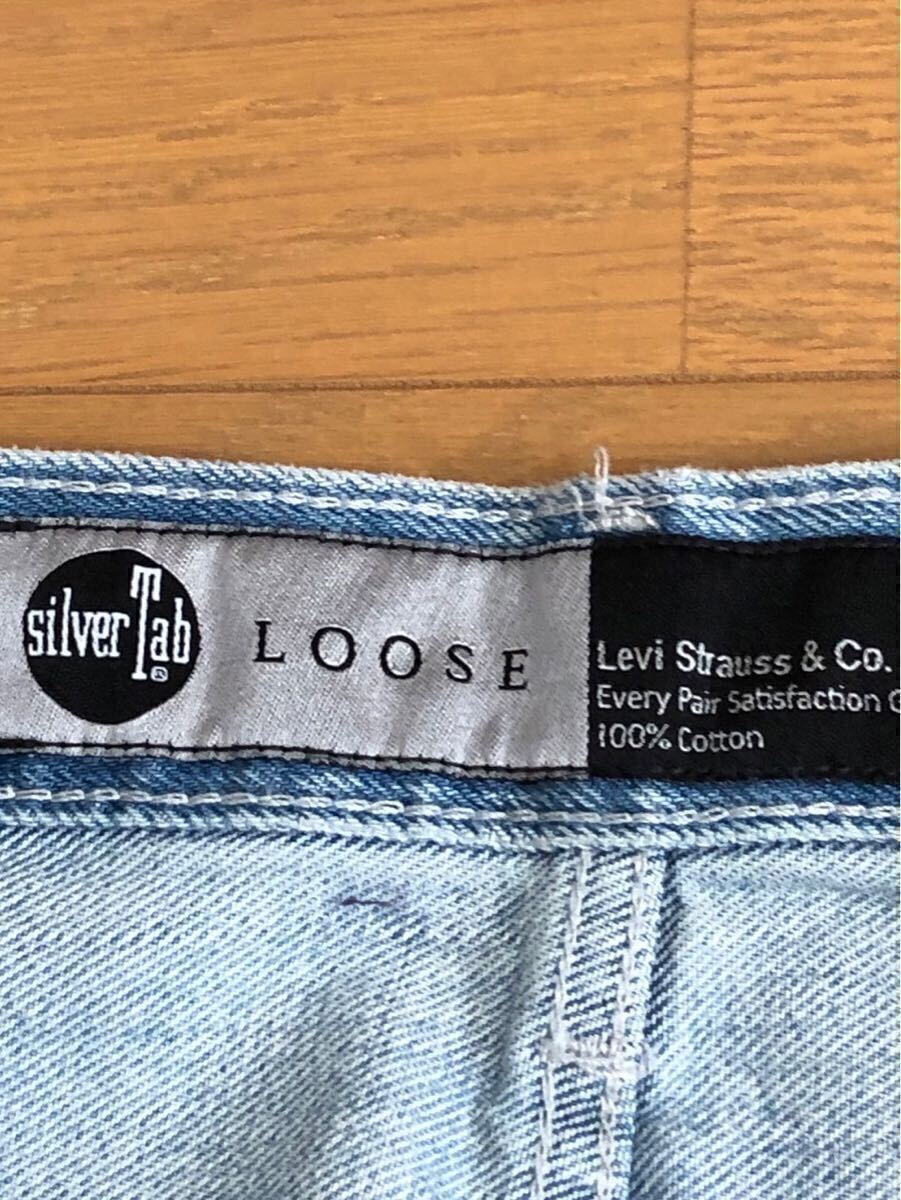 silverTab®
LOOSE
Levi Strauss & Co.
Every Pair Satisfaction
100% Cotton